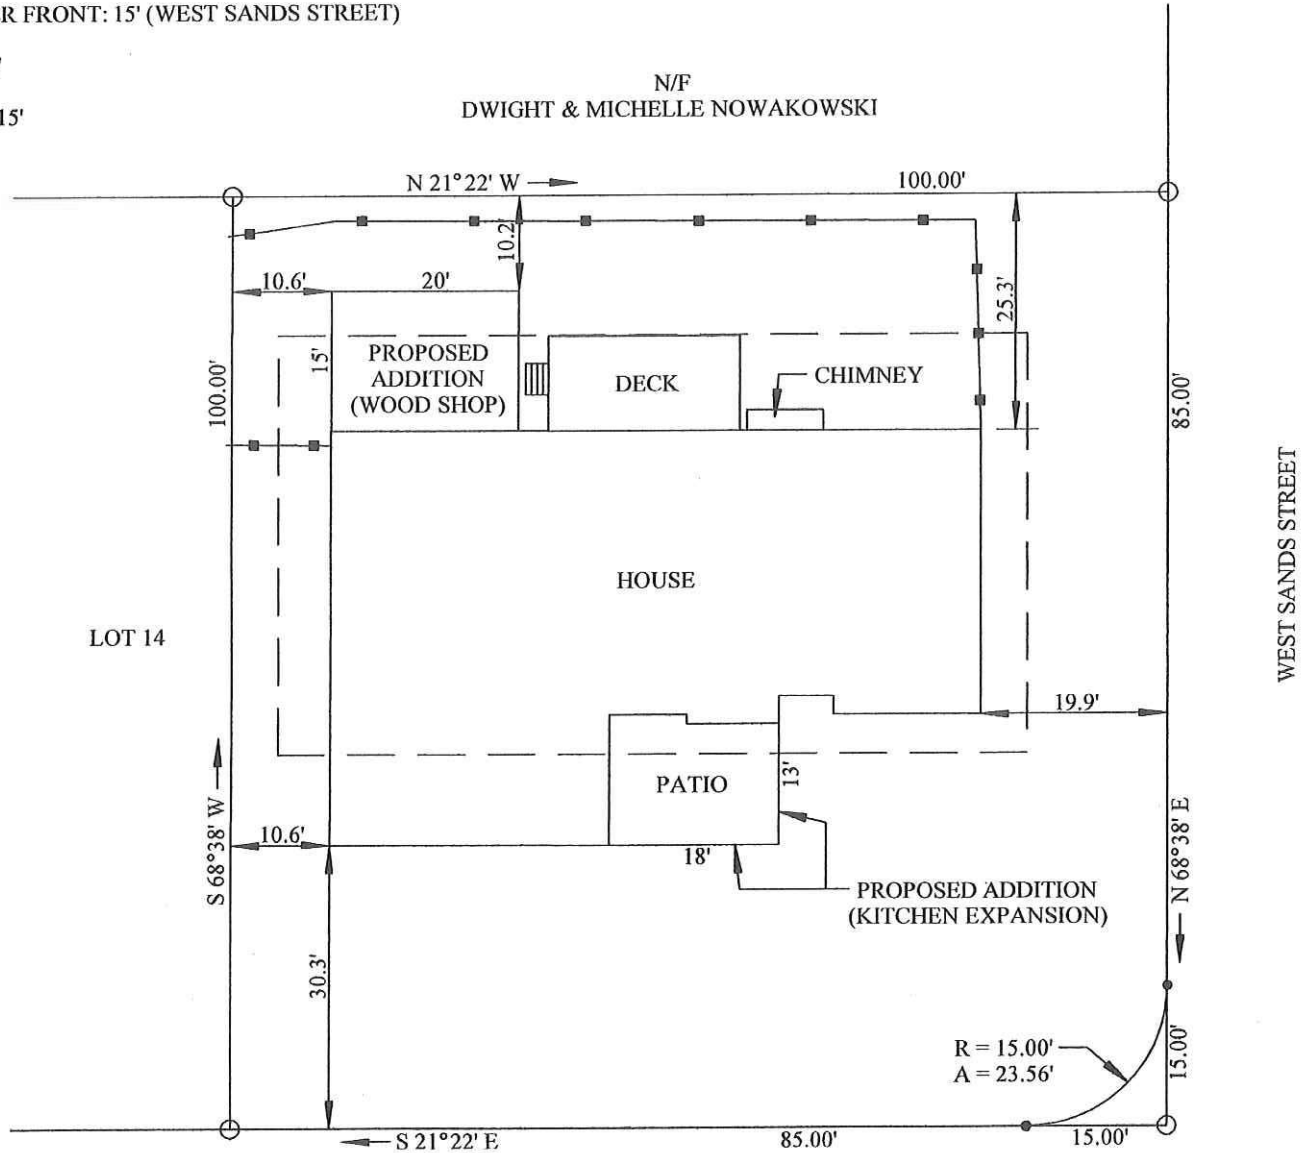 R FRONT: 15' (WEST SANDS STREET)
15'
N/F
DWIGHT & MICHELLE NOWAKOWSKI
N 21°22' W
100.00'
10.2'
10.6'
20'
25.3'
100.00'
15'
PROPOSED
ADDITION
(WOOD SHOP)
DECK
CHIMNEY
85.00'
WEST SANDS STREET
HOUSE
LOT 14
19.9'
PATIO
13'
S 68°38' W
10.6'
18'
N 68°38' E
PROPOSED ADDITION
(KITCHEN EXPANSION)
30.3'
R = 15.00'
A = 23.56'
15.00'
S 21°22' E
85.00'
15.00'